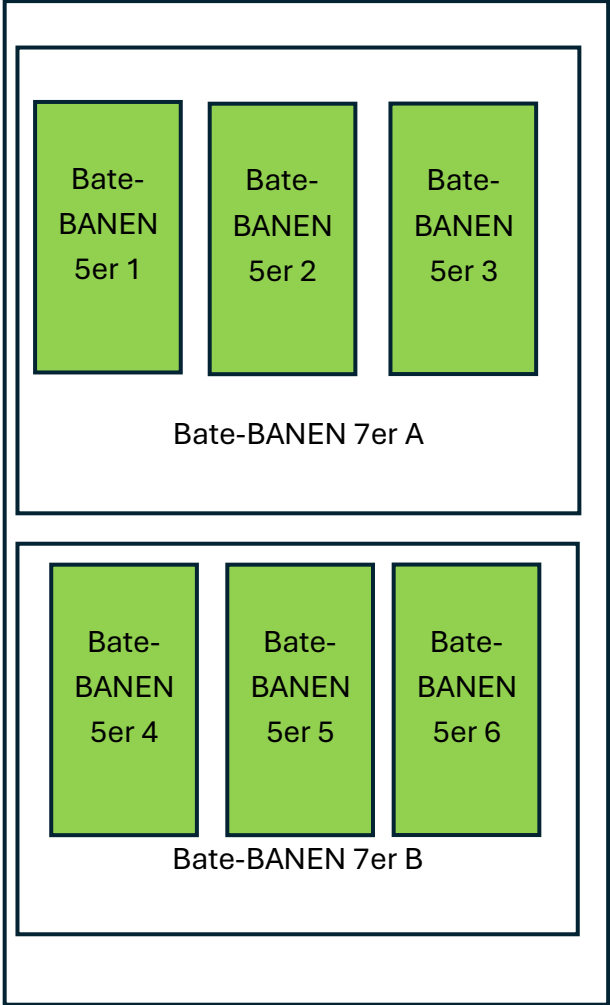 Bate-
BANEN
5er 1
Bate-
BANEN
5er 2
Bate-
BANEN
5er 3
Bate-BANEN 7er A
Bate-
BANEN
5er 4
Bate-
BANEN
5er 5
Bate-
BANEN
5er 6
Bate-BANEN 7er B